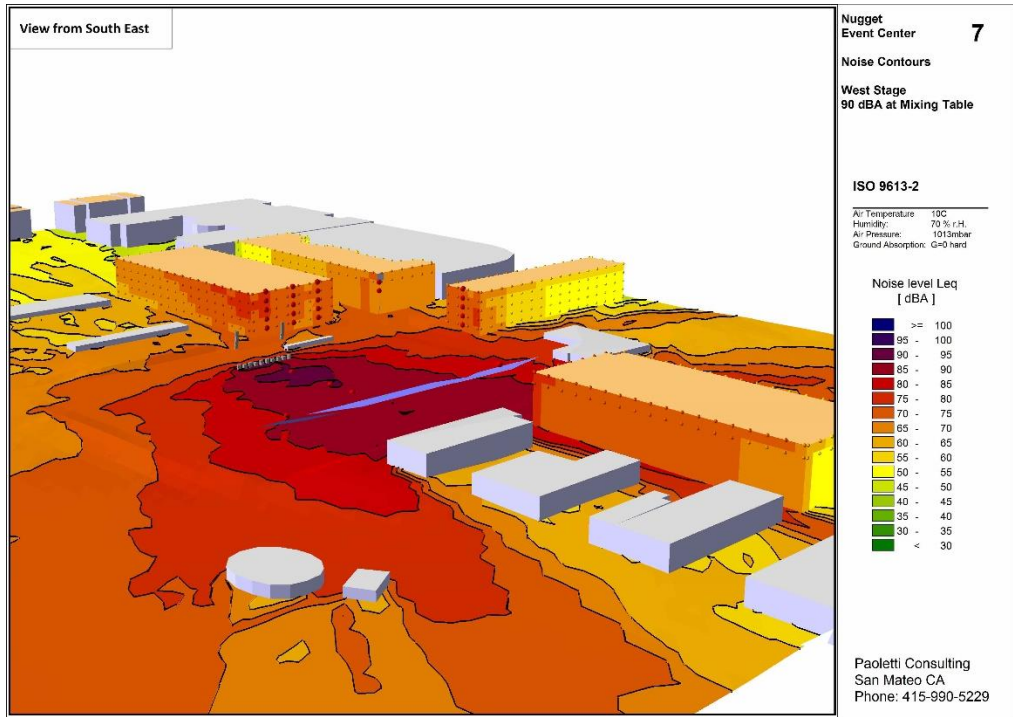 View from South East
Nugget
Event Center 7
Noise Contours
West Stage
90 dBA at Mixing Table
ISO 9613-2
Air Temperature 10C
Humidity: 70 % r.H.
Air Pressure: 1013mbar
Ground Absorption: G=0 hard
Noise level Leq
[ dBA ]
>= 100
95 - 100
90 - 95
85 - 90
80 - 85
75 - 80
70 - 75
65 - 70
60 - 65
55 - 60
50 - 55
45 - 50
40 - 45
35 - 40
30 - 35
< 30
Paoletti Consulting
San Mateo CA
Phone: 415-990-5229